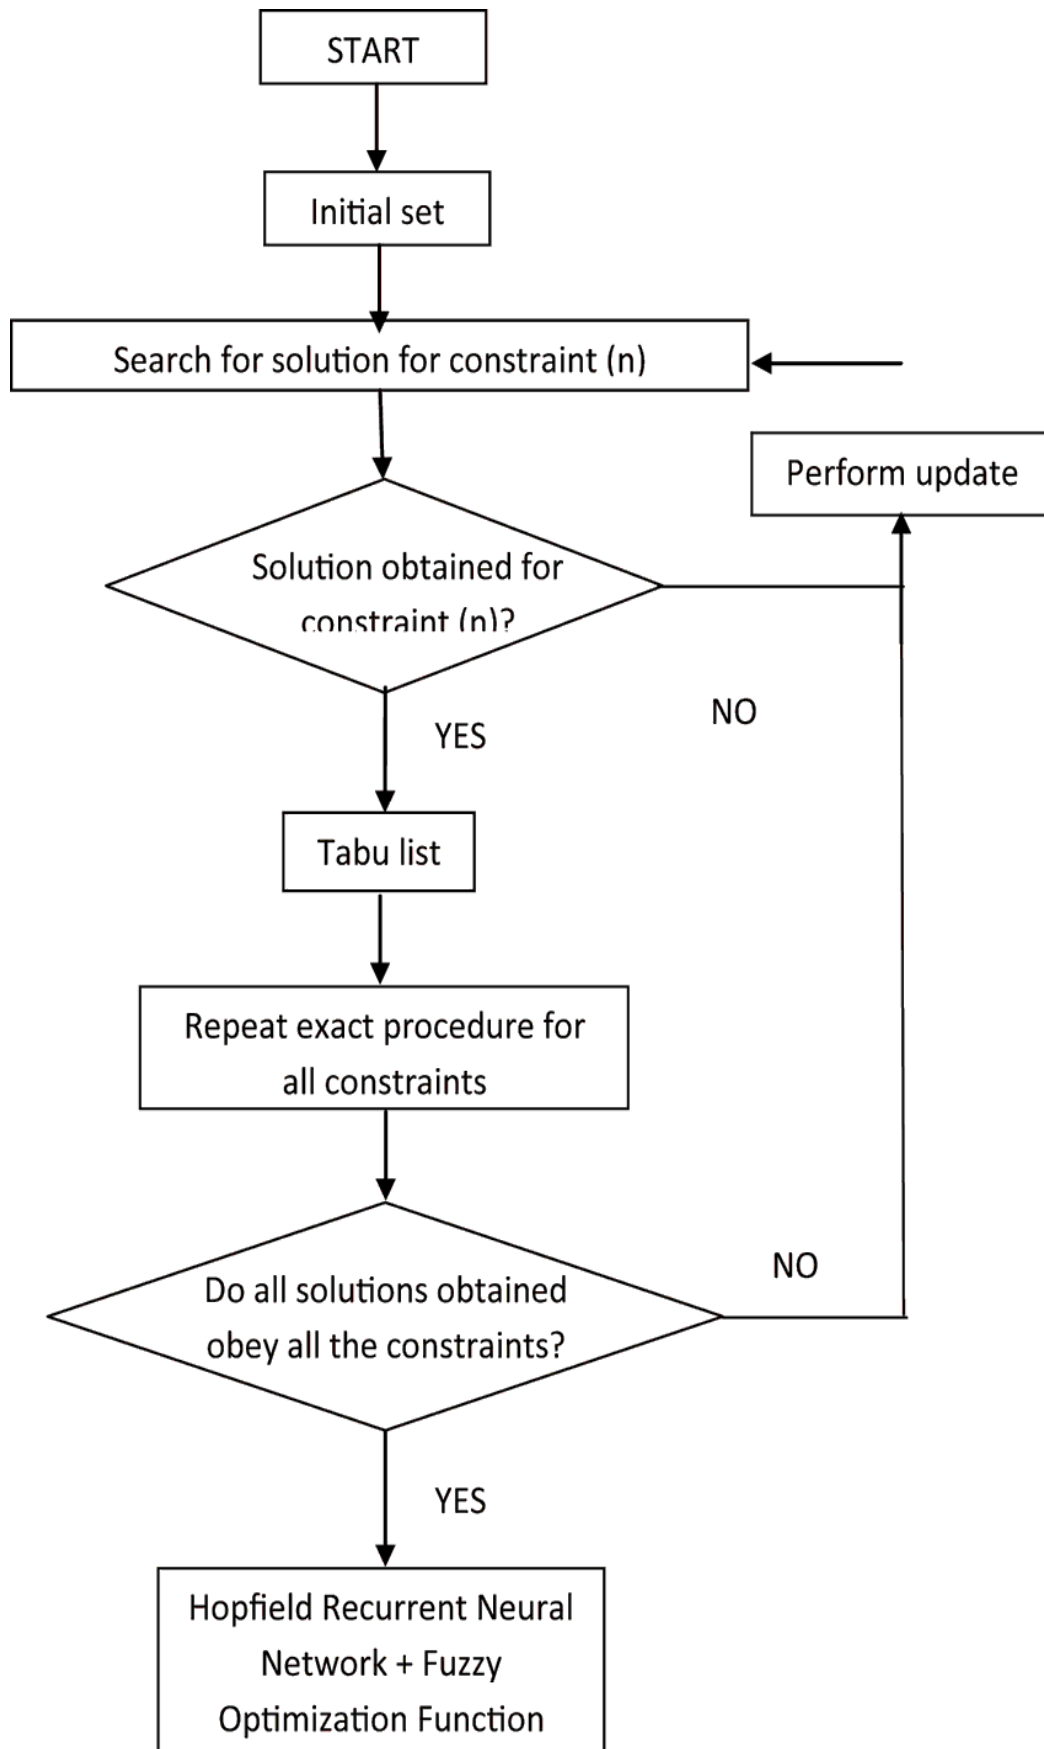 START
Initial set
Search for solution for constraint (n)
Perform update
Solution obtained for
constraint (n)?
NO
YES
Tabu list
Repeat exact procedure for
all constraints
NO
Do all solutions obtained
obey all the constraints?
YES
Hopfield Recurrent Neural
Network + Fuzzy
Optimization Function